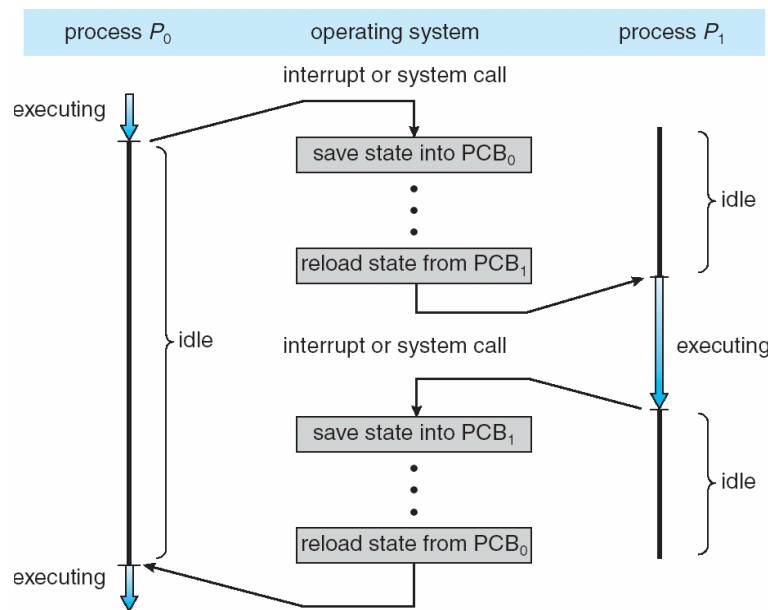 process P₀ operating system process P₁
interrupt or system call
executing
save state into PCB₀
idle
reload state from PCB₁
idle
interrupt or system call
executing
save state into PCB₁
idle
reload state from PCB₀
executing